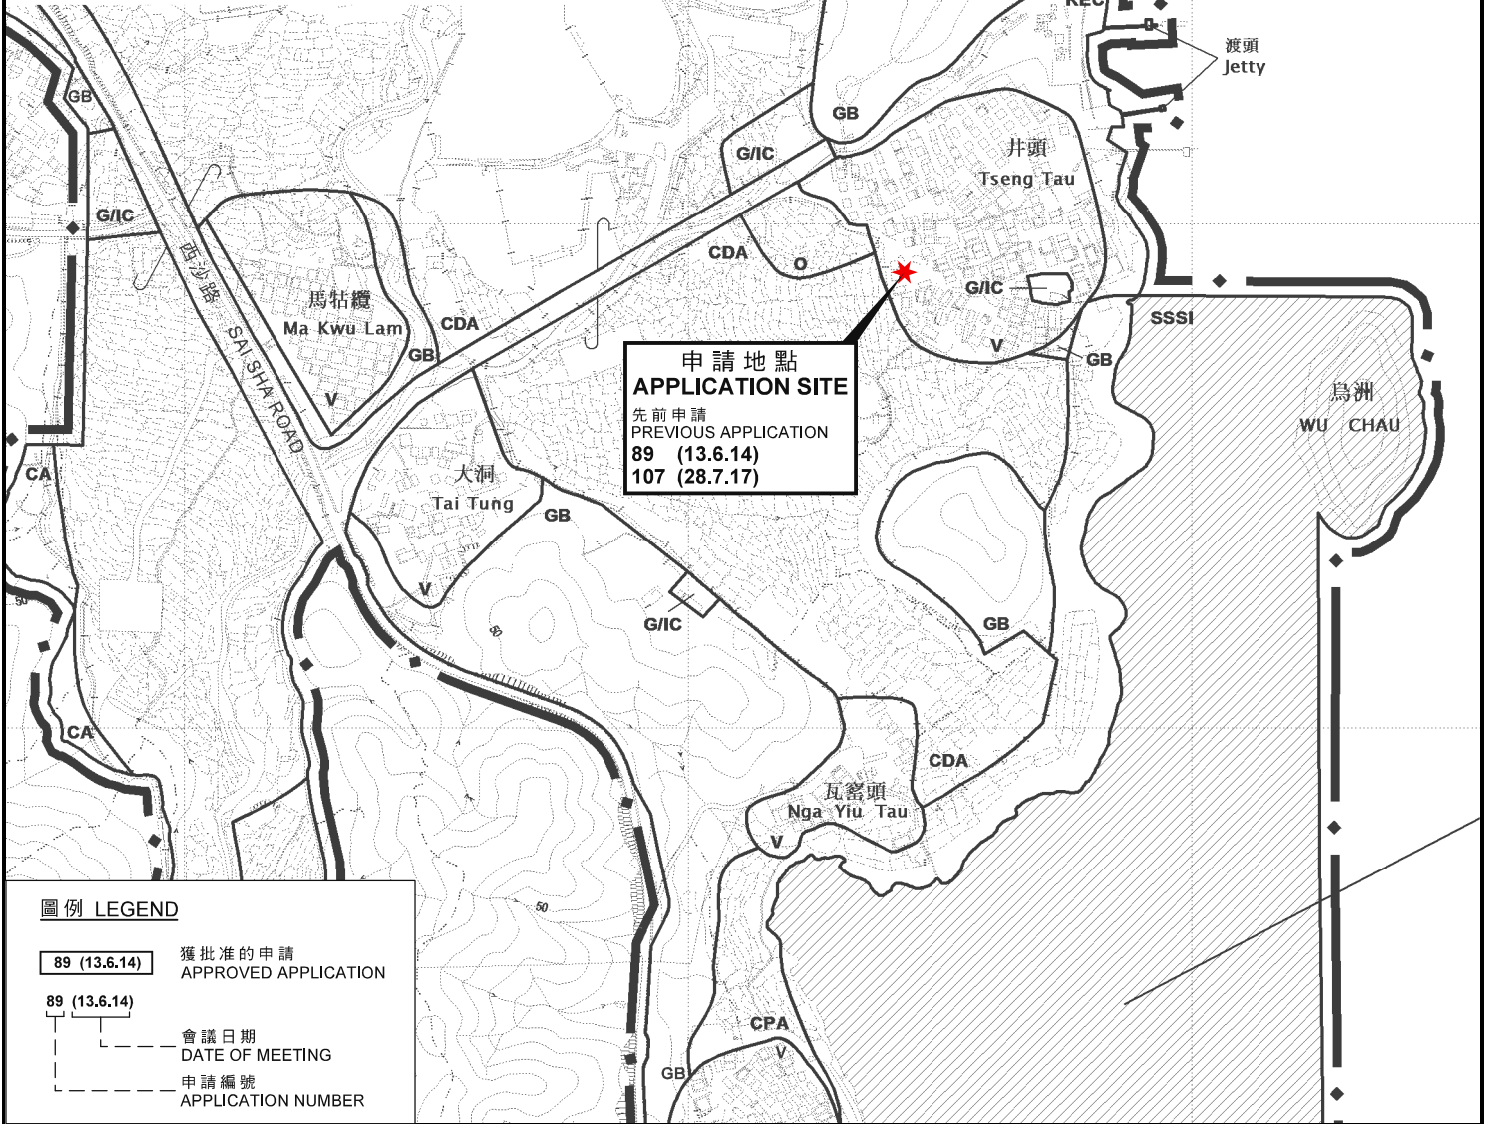 REC
渡頭
Jetty
GB
GB
G/IC
井頭
Tseng Tau
G/IC
西沙路
SAI SHA ROAD
CDA
O
G/IC
馬牯纜
Ma Kwu Lam
CDA
GB
V
V
GB
SSSI
烏洲
WU CHAU
申請地點
APPLICATION SITE
先前申請
PREVIOUS APPLICATION
89 (13.6.14)
107 (28.7.17)
CA
大洞
Tai Tung
GB
V
50
50
G/IC
GB
CA
CDA
瓦窰頭
Nga Yiu Tau
V
50
CPA
V
GB
圖例 LEGEND
89 (13.6.14)
獲批准的申請
APPROVED APPLICATION
89 (13.6.14)
會議日期
DATE OF MEETING
申請編號
APPLICATION NUMBER